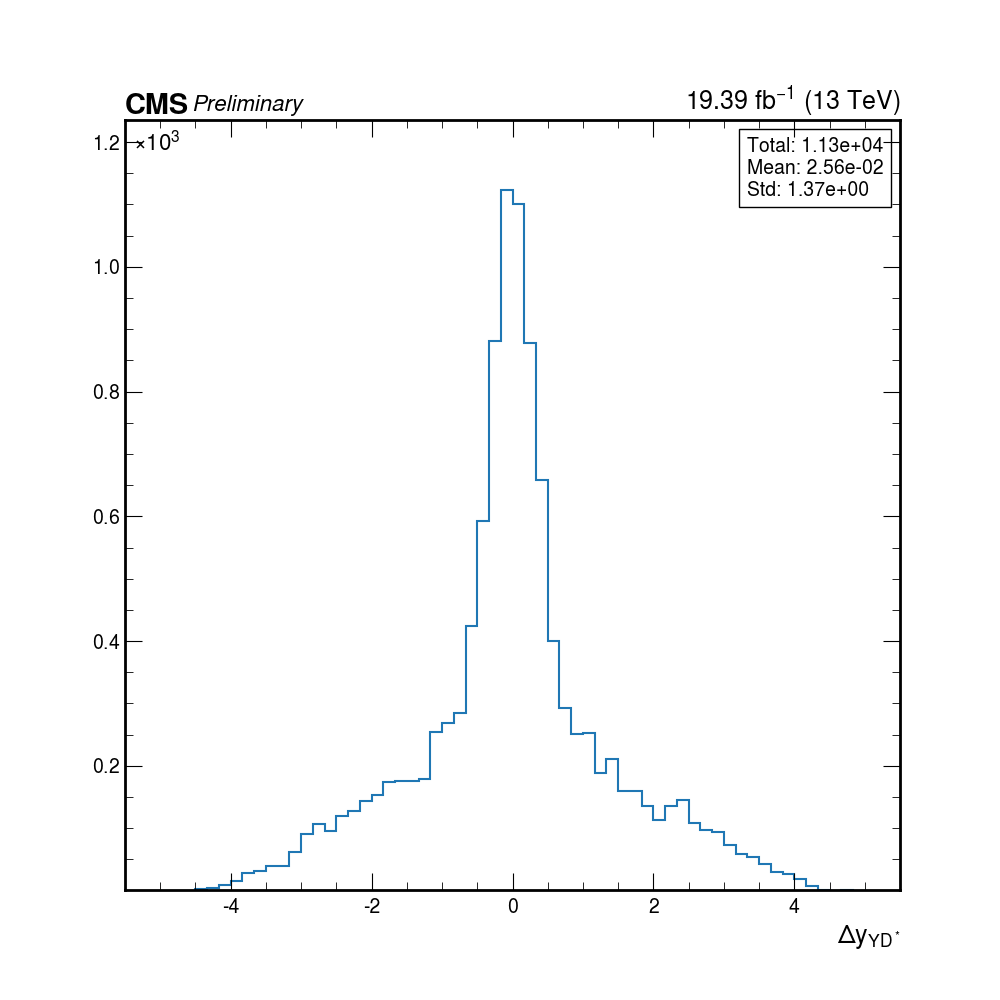 CMS Preliminary 19.39 fb⁻¹ (13 TeV)
×10³
Total: 1.13e+04
Mean: 2.56e-02
Std: 1.37e+00
1.2
1.0
0.8
0.6
0.4
0.2
-4 -2 0 2 4
Δy_YD*